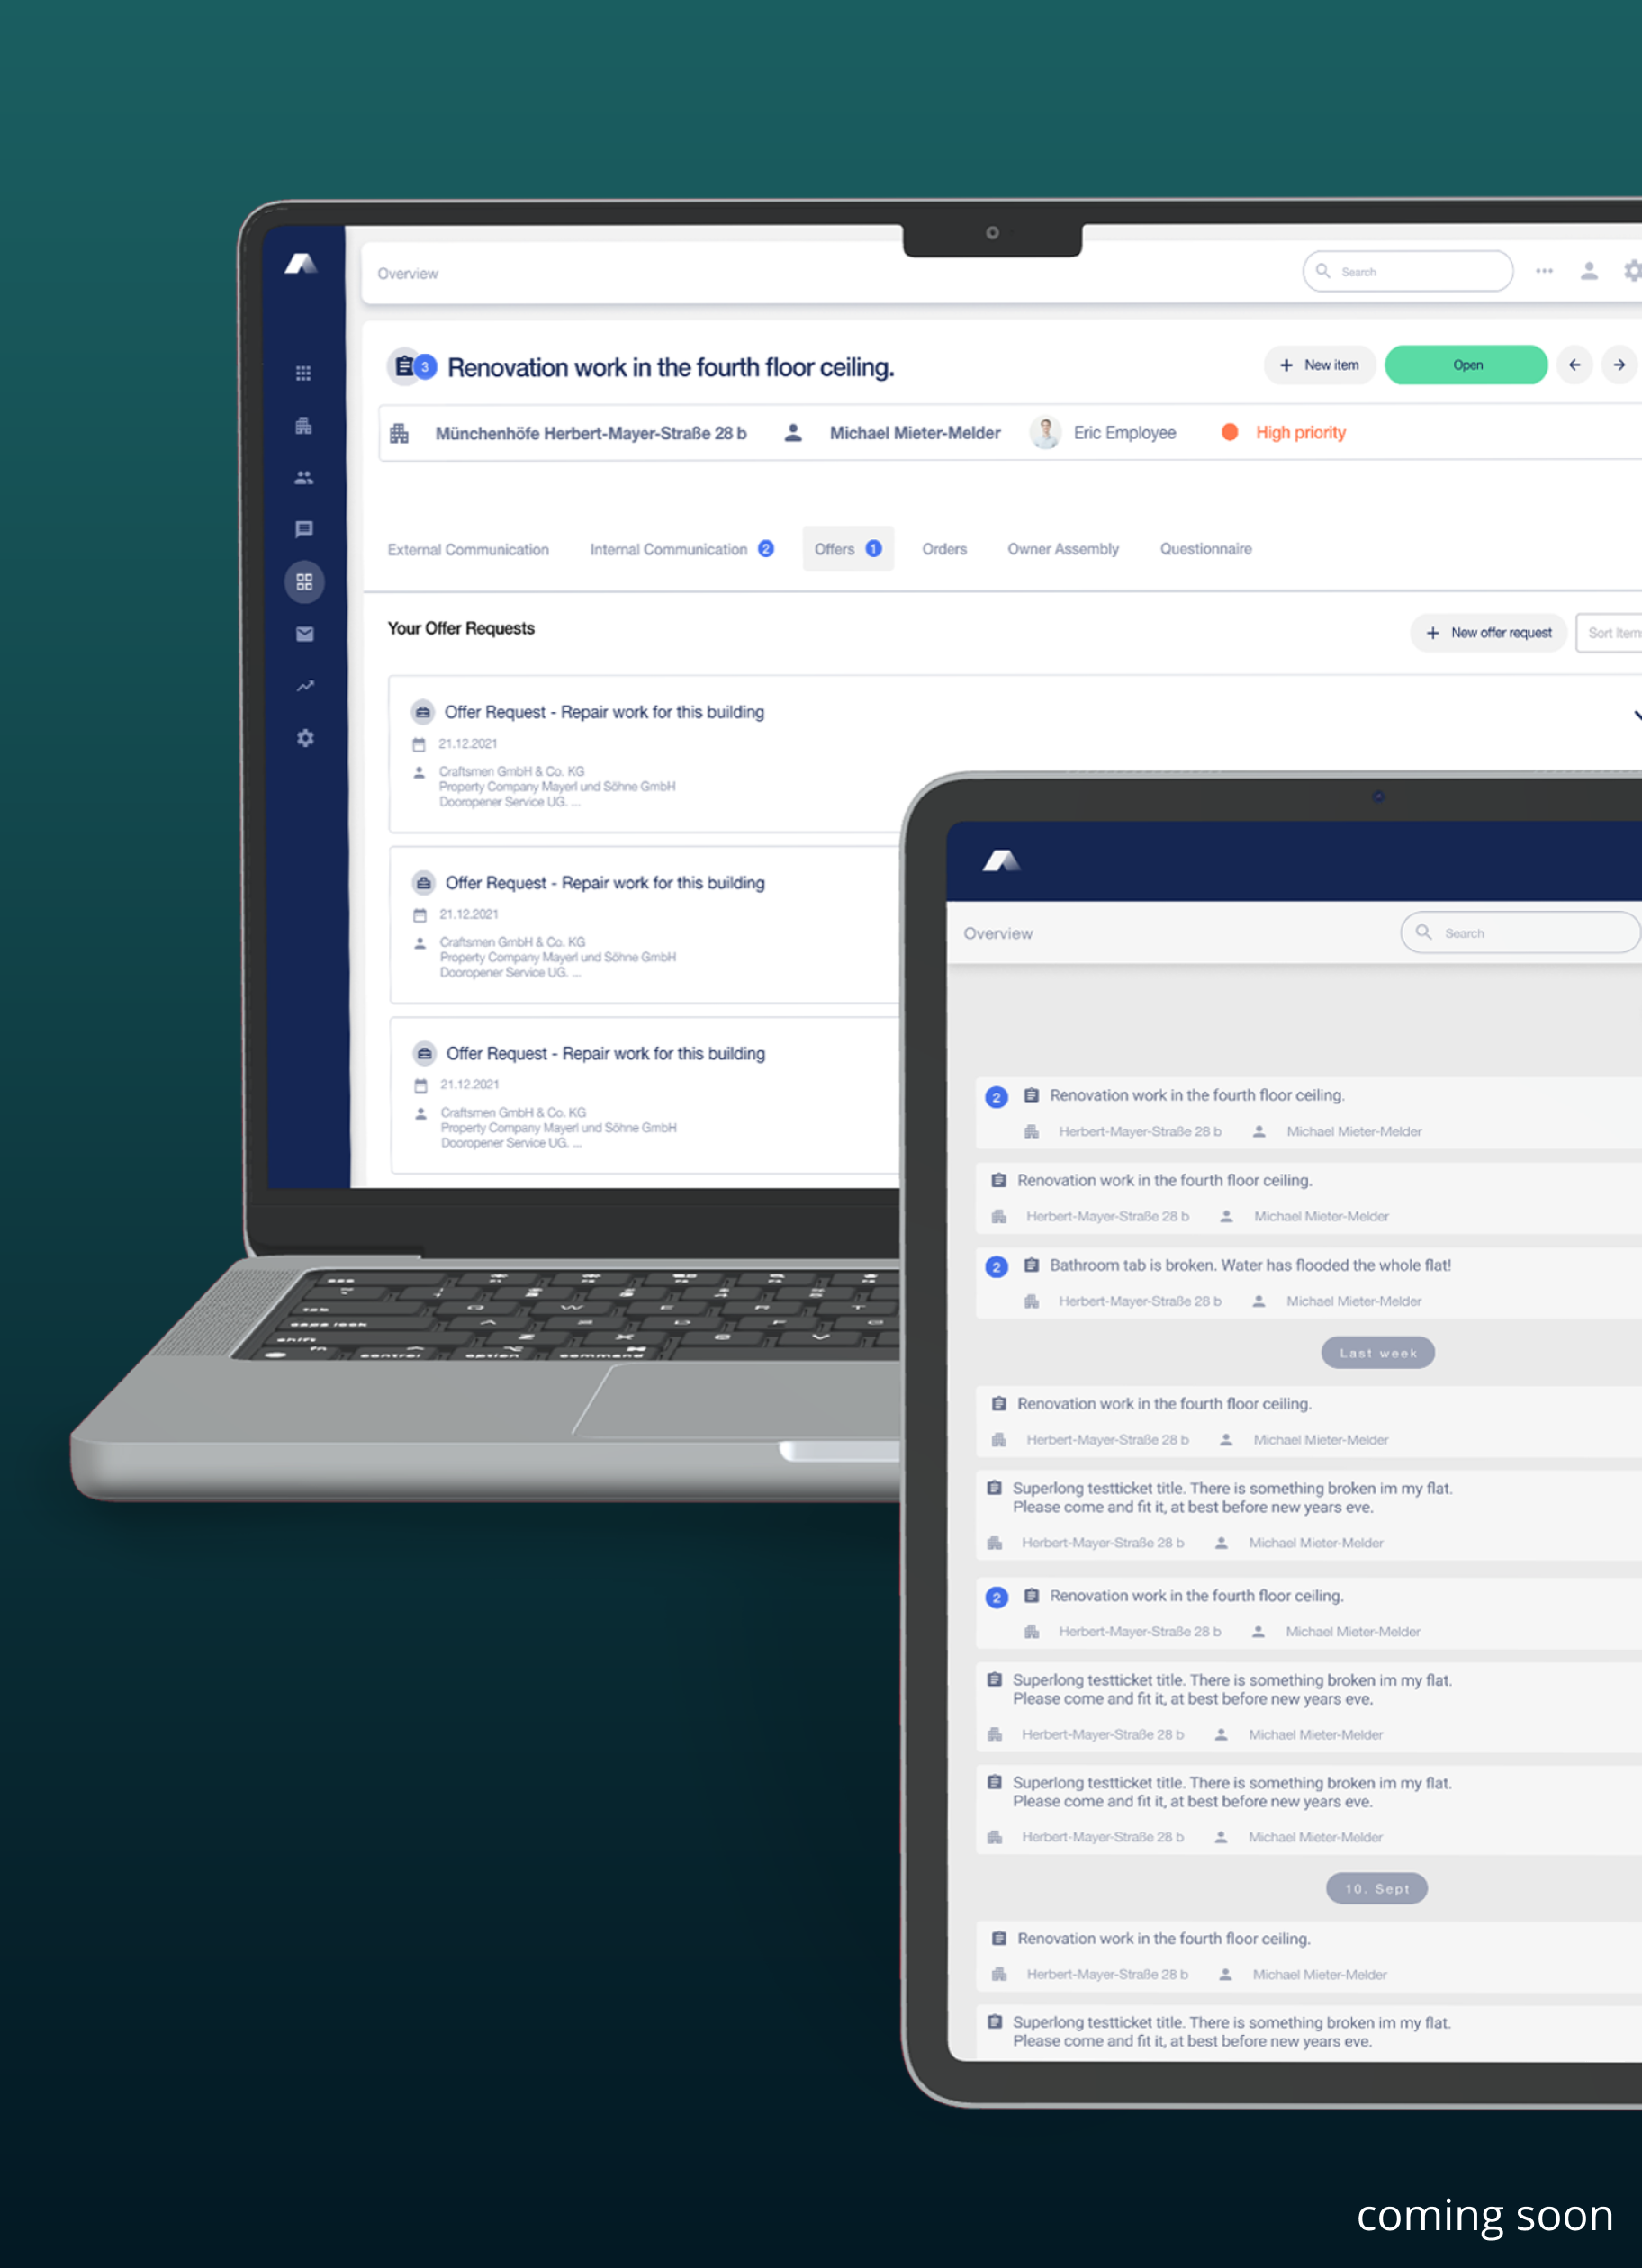 Overview
Search
3
Renovation work in the fourth floor ceiling.
New item
Open
Münchenhöfe Herbert-Mayer-Straße 28 b
Michael Mieter-Melder
Eric Employee
High priority
External Communication
Internal Communication 2
Offers 1
Orders
Owner Assembly
Questionnaire
Your Offer Requests
New offer request
Sort
Offer Request - Repair work for this building
21.12.2021
Craftsmen GmbH & Co. KG
Property Company Mayerl und Söhne GmbH
Dooropener Service UG. ...
Offer Request - Repair work for this building
21.12.2021
Craftsmen GmbH & Co. KG
Property Company Mayerl und Söhne GmbH
Dooropener Service UG. ...
Offer Request - Repair work for this building
21.12.2021
Craftsmen GmbH & Co. KG
Property Company Mayerl und Söhne GmbH
Dooropener Service UG. ...
tab
caps lock
shift
fn control option command
Overview
Search
2 Renovation work in the fourth floor ceiling.
Herbert-Mayer-Straße 28 b Michael Mieter-Melder
Renovation work in the fourth floor ceiling.
Herbert-Mayer-Straße 28 b Michael Mieter-Melder
2 Bathroom tab is broken. Water has flooded the whole flat!
Herbert-Mayer-Straße 28 b Michael Mieter-Melder
Last week
Renovation work in the fourth floor ceiling.
Herbert-Mayer-Straße 28 b Michael Mieter-Melder
Superlong testticket title. There is something broken im my flat.
Please come and fit it, at best before new years eve.
Herbert-Mayer-Straße 28 b Michael Mieter-Melder
2 Renovation work in the fourth floor ceiling.
Herbert-Mayer-Straße 28 b Michael Mieter-Melder
Superlong testticket title. There is something broken im my flat.
Please come and fit it, at best before new years eve.
Herbert-Mayer-Straße 28 b Michael Mieter-Melder
Superlong testticket title. There is something broken im my flat.
Please come and fit it, at best before new years eve.
Herbert-Mayer-Straße 28 b Michael Mieter-Melder
10. Sept
Renovation work in the fourth floor ceiling.
Herbert-Mayer-Straße 28 b Michael Mieter-Melder
Superlong testticket title. There is something broken im my flat.
Please come and fit it, at best before new years eve.
coming soon